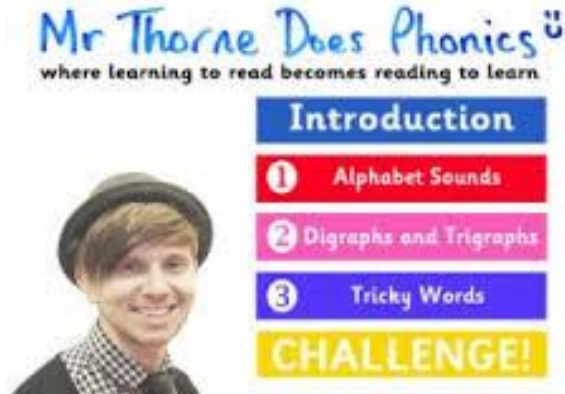 Mr Thorne Does Phonics
where learning to read becomes reading to learn
Introduction
1 Alphabet Sounds
2 Digraphs and Trigraphs
3 Tricky Words
CHALLENGE!